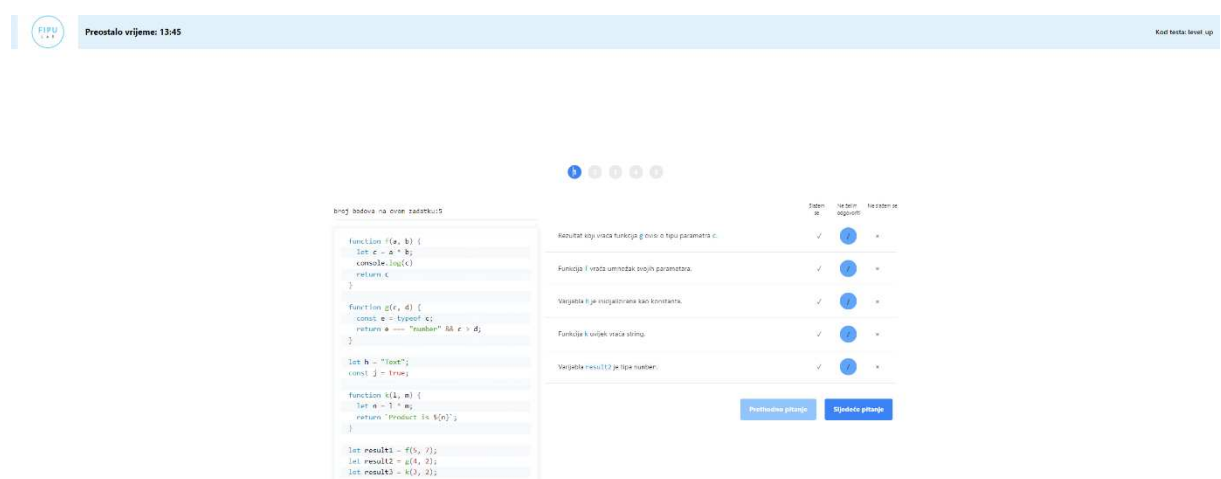 FIPU
LAB
Preostalo vrijeme: 13:45
Kod testa: level_up
1 2 3 4 5
broj bodova na ovom zadatku:5
function f(a, b) {
let c = a * b;
console.log(c)
return c
}
function g(c, d) {
const e = typeof c;
return e === "number" && c > d;
}
let h = "Text";
const j = true;
function k(l, m) {
let n = l * m;
return `Product is ${n}`;
}
let result1 = f(5, 7);
let result2 = g(4, 2);
let result3 = k(3, 2);
Slažem se
Ne želim odgovoriti
Ne slažem se
Rezultat koji vraća funkcija g ovisi o tipu parametra c.
Funkcija f vraća umnožak svojih parametara.
Varijabla h je inicijalizirana kao konstanta.
Funkcija k uvijek vraća string.
Varijabla result2 je tipa number.
Prethodno pitanje
Sljedeće pitanje